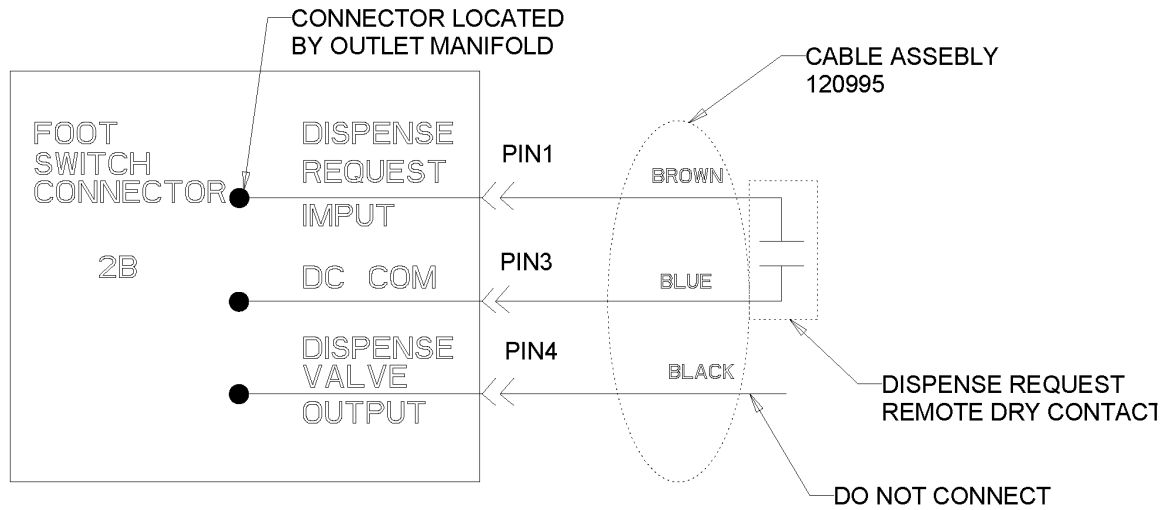 CONNECTOR LOCATED
BY OUTLET MANIFOLD
CABLE ASSEBLY
120995
FOOT
SWITCH
CONNECTOR
2B
DISPENSE
REQUEST
IMPUT
PIN1
BROWN
DC COM
PIN3
BLUE
DISPENSE
VALVE
OUTPUT
PIN4
BLACK
DISPENSE REQUEST
REMOTE DRY CONTACT
DO NOT CONNECT